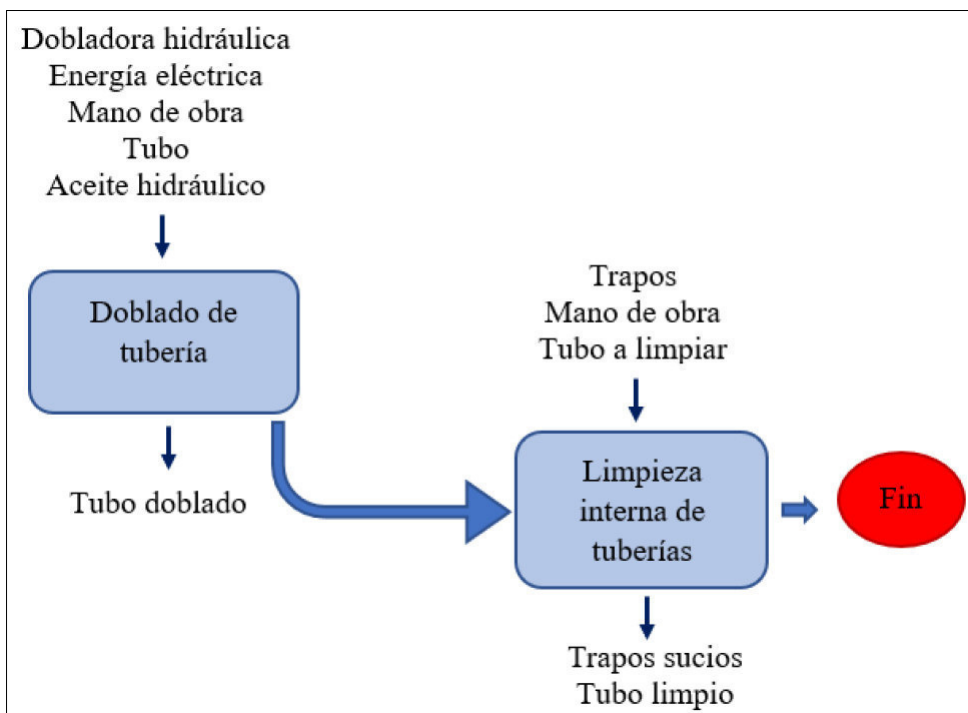 Dobladora hidráulica
Energía eléctrica
Mano de obra
Tubo
Aceite hidráulico
Doblado de
tubería
Tubo doblado
Trapos
Mano de obra
Tubo a limpiar
Limpieza
interna de
tuberías
Fin
Trapos sucios
Tubo limpio